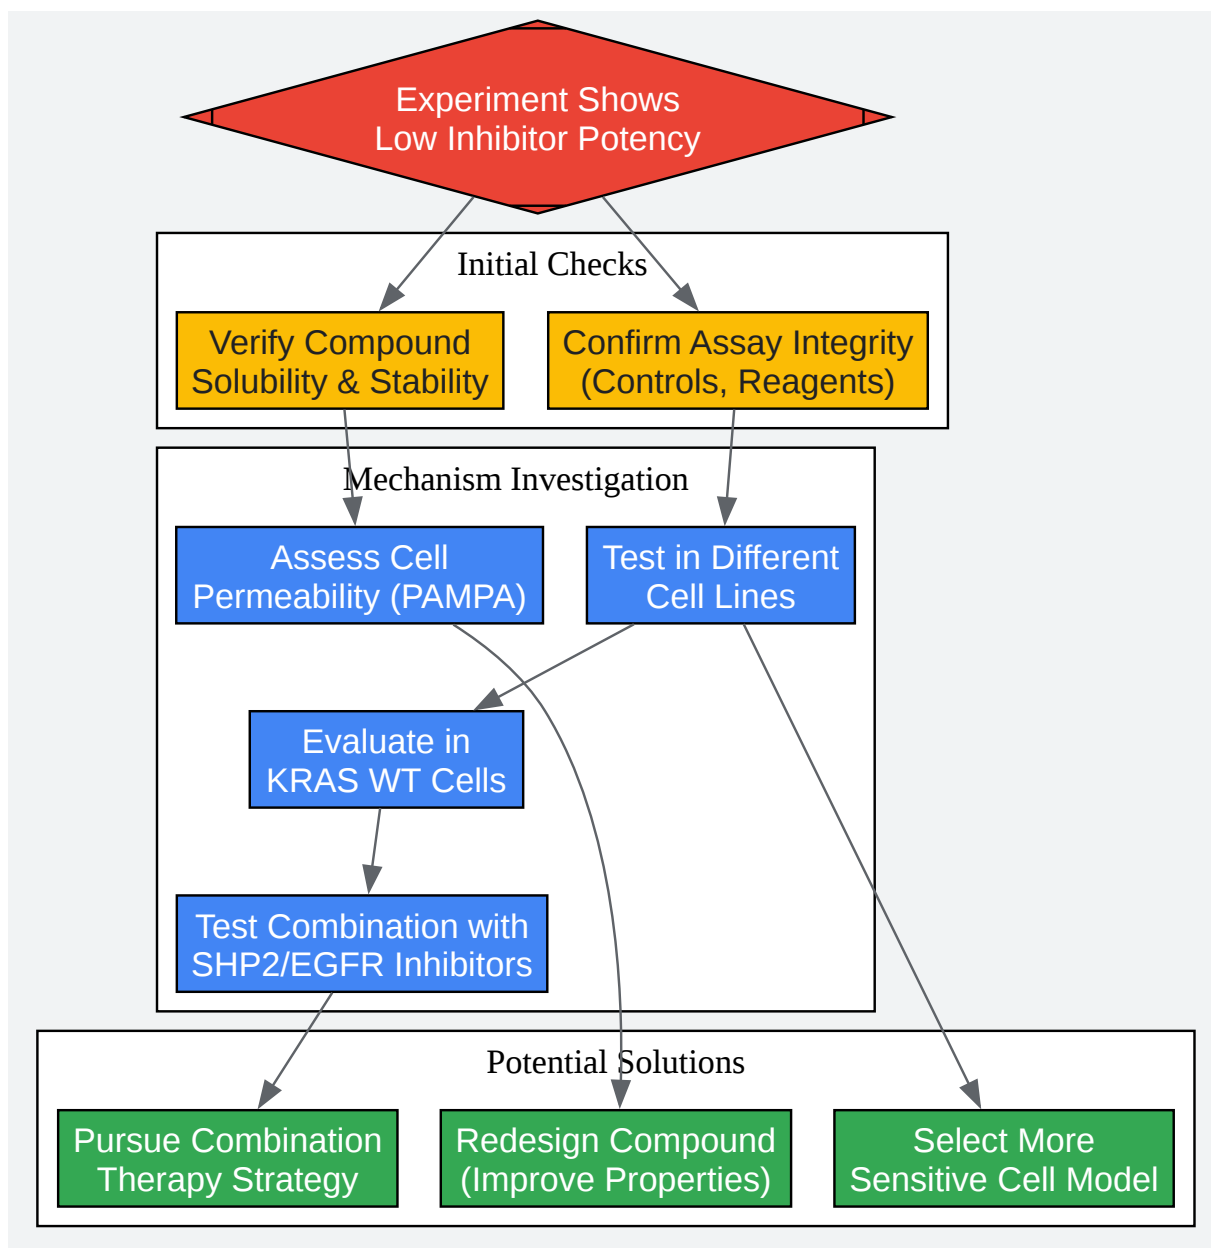 Experiment Shows
Low Inhibitor Potency
Initial Checks
Verify Compound
Solubility & Stability
Confirm Assay Integrity
(Controls, Reagents)
Mechanism Investigation
Assess Cell
Permeability (PAMPA)
Test in Different
Cell Lines
Evaluate in
KRAS WT Cells
Test Combination with
SHP2/EGFR Inhibitors
Potential Solutions
Pursue Combination
Therapy Strategy
Redesign Compound
(Improve Properties)
Select More
Sensitive Cell Model